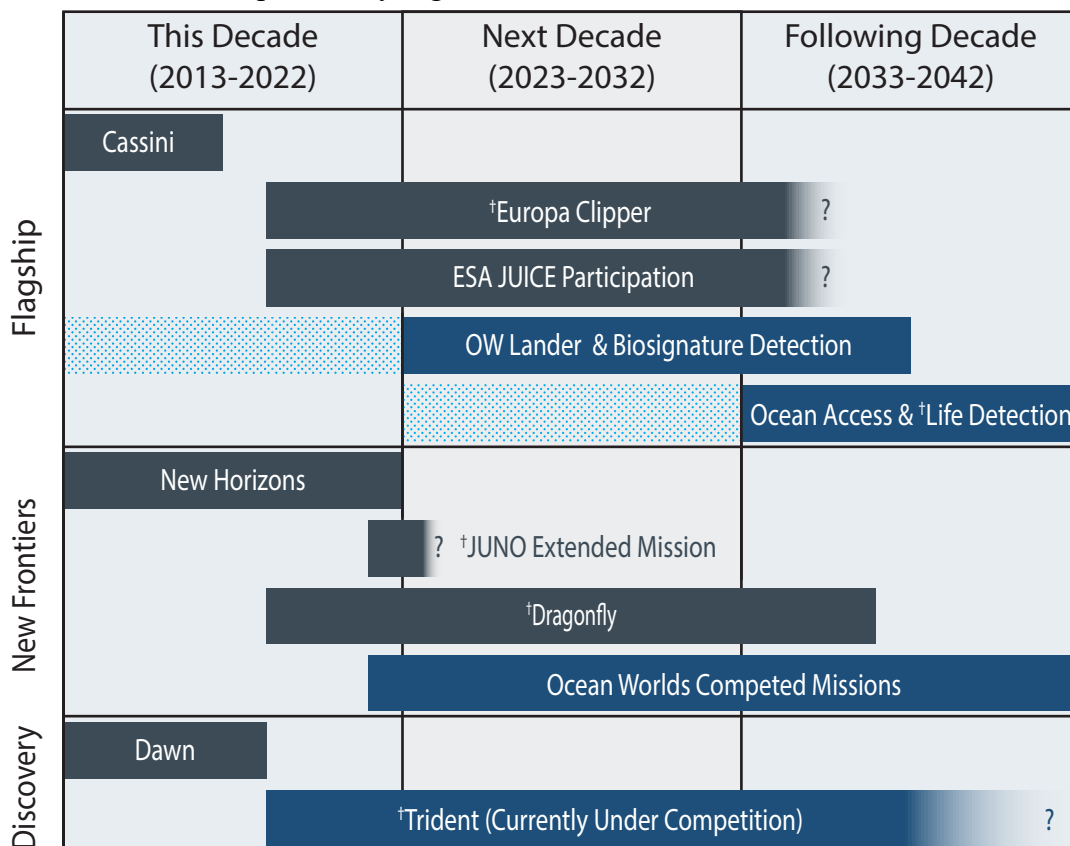 This Decade
(2013-2022)
Next Decade
(2023-2032)
Following Decade
(2033-2042)
Flagship
Cassini
†Europa Clipper
?
ESA JUICE Participation
?
OW Lander & Biosignature Detection
Ocean Access & †Life Detection
New Frontiers
New Horizons
? †JUNO Extended Mission
†Dragonfly
Ocean Worlds Competed Missions
Discovery
Dawn
†Trident (Currently Under Competition)
?